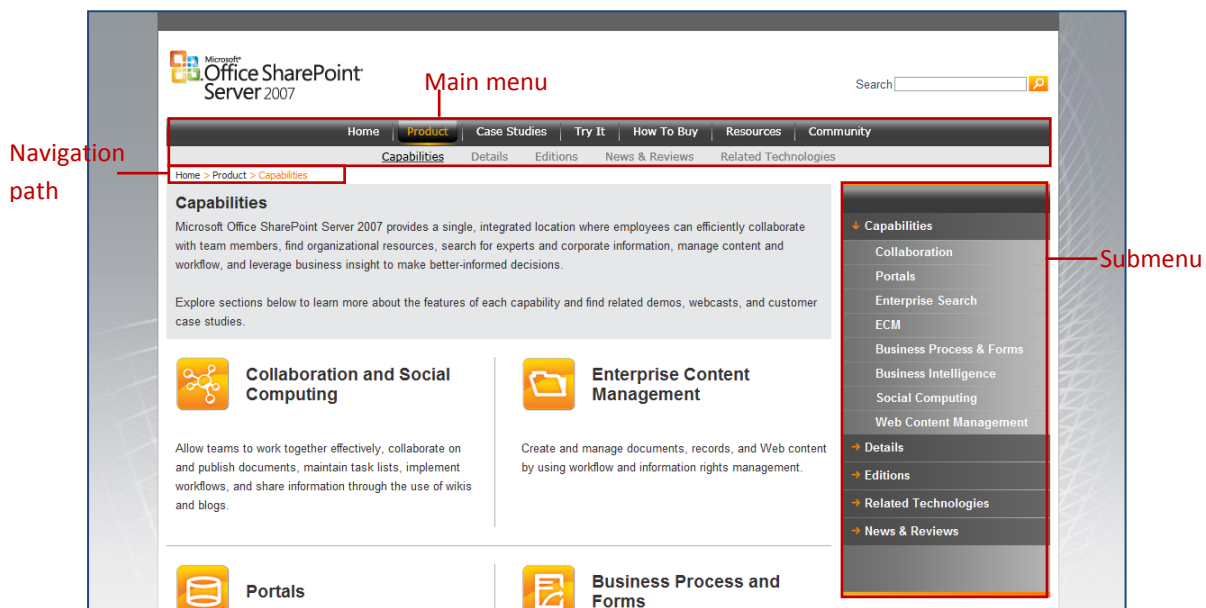 Microsoft
Office SharePoint
Server 2007
Main menu
Search
Home Product Case Studies Try It How To Buy Resources Community
Navigation
path
Capabilities Details Editions News & Reviews Related Technologies
Home > Product > Capabilities
Capabilities
Microsoft Office SharePoint Server 2007 provides a single, integrated location where employees can efficiently collaborate
with team members, find organizational resources, search for experts and corporate information, manage content and
workflow, and leverage business insight to make better-informed decisions.
Explore sections below to learn more about the features of each capability and find related demos, webcasts, and customer
case studies.
Collaboration and Social
Computing
Allow teams to work together effectively, collaborate on
and publish documents, maintain task lists, implement
workflows, and share information through the use of wikis
and blogs.
Enterprise Content
Management
Create and manage documents, records, and Web content
by using workflow and information rights management.
Portals
Business Process and
Forms
Capabilities
Collaboration
Portals
Enterprise Search
ECM
Business Process & Forms
Business Intelligence
Social Computing
Web Content Management
Details
Editions
Related Technologies
News & Reviews
Submenu